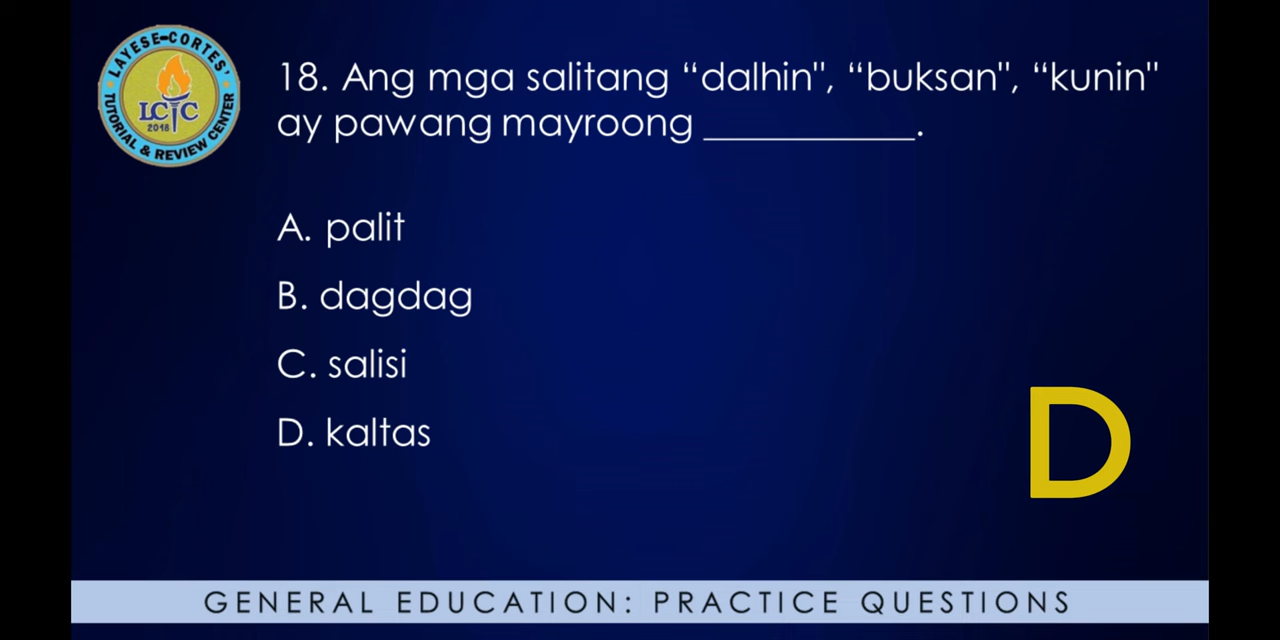 LAYESE-CORTES'
LCTC
2018
TUTORIAL & REVIEW CENTER
18. Ang mga salitang “dalhin", “buksan", “kunin"
ay pawang mayroong ___________.
A. palit
B. dagdag
C. salisi
D. kaltas
D
GENERAL EDUCATION: PRACTICE QUESTIONS